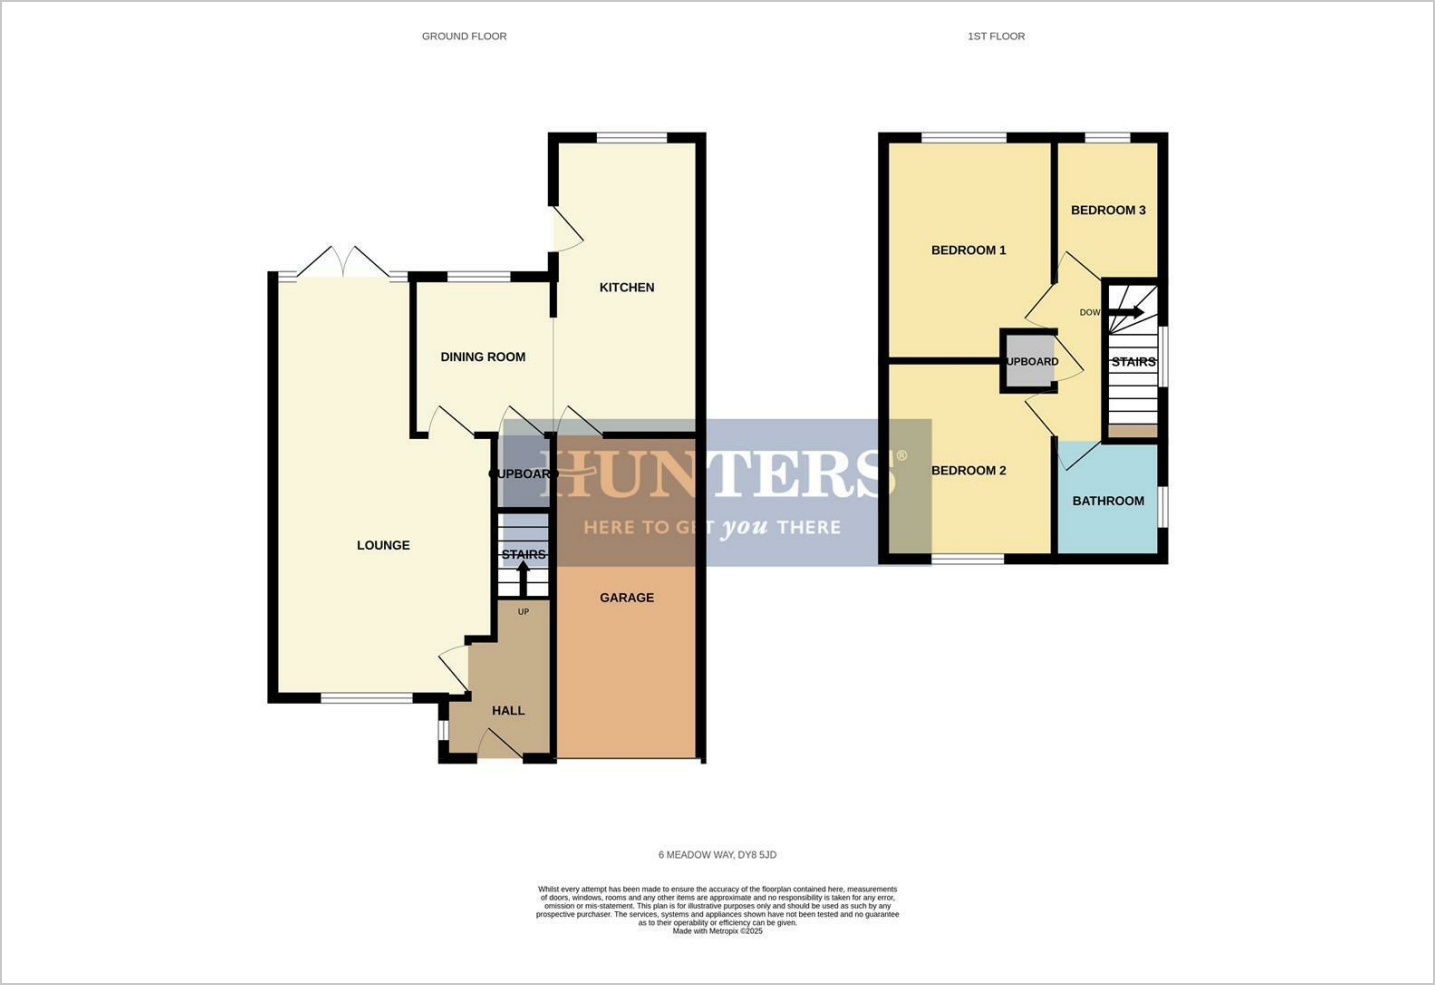 GROUND FLOOR
1ST FLOOR
KITCHEN
DINING ROOM
CUPBOARD
LOUNGE
STAIRS
UP
HALL
GARAGE
BEDROOM 1
BEDROOM 3
DOW
UPBOARD
STAIRS
BEDROOM 2
BATHROOM
HUNTERS®
HERE TO GET you THERE
6 MEADOW WAY, DY8 5JD
Whilst every attempt has been made to ensure the accuracy of the floorplan contained here, measurements
of doors, windows, rooms and any other items are approximate and no responsibility is taken for any error,
omission or mis-statement. This plan is for illustrative purposes only and should be used as such by any
prospective purchaser. The services, systems and appliances shown have not been tested and no guarantee
as to their operability or efficiency can be given.
Made with Metropix ©2025